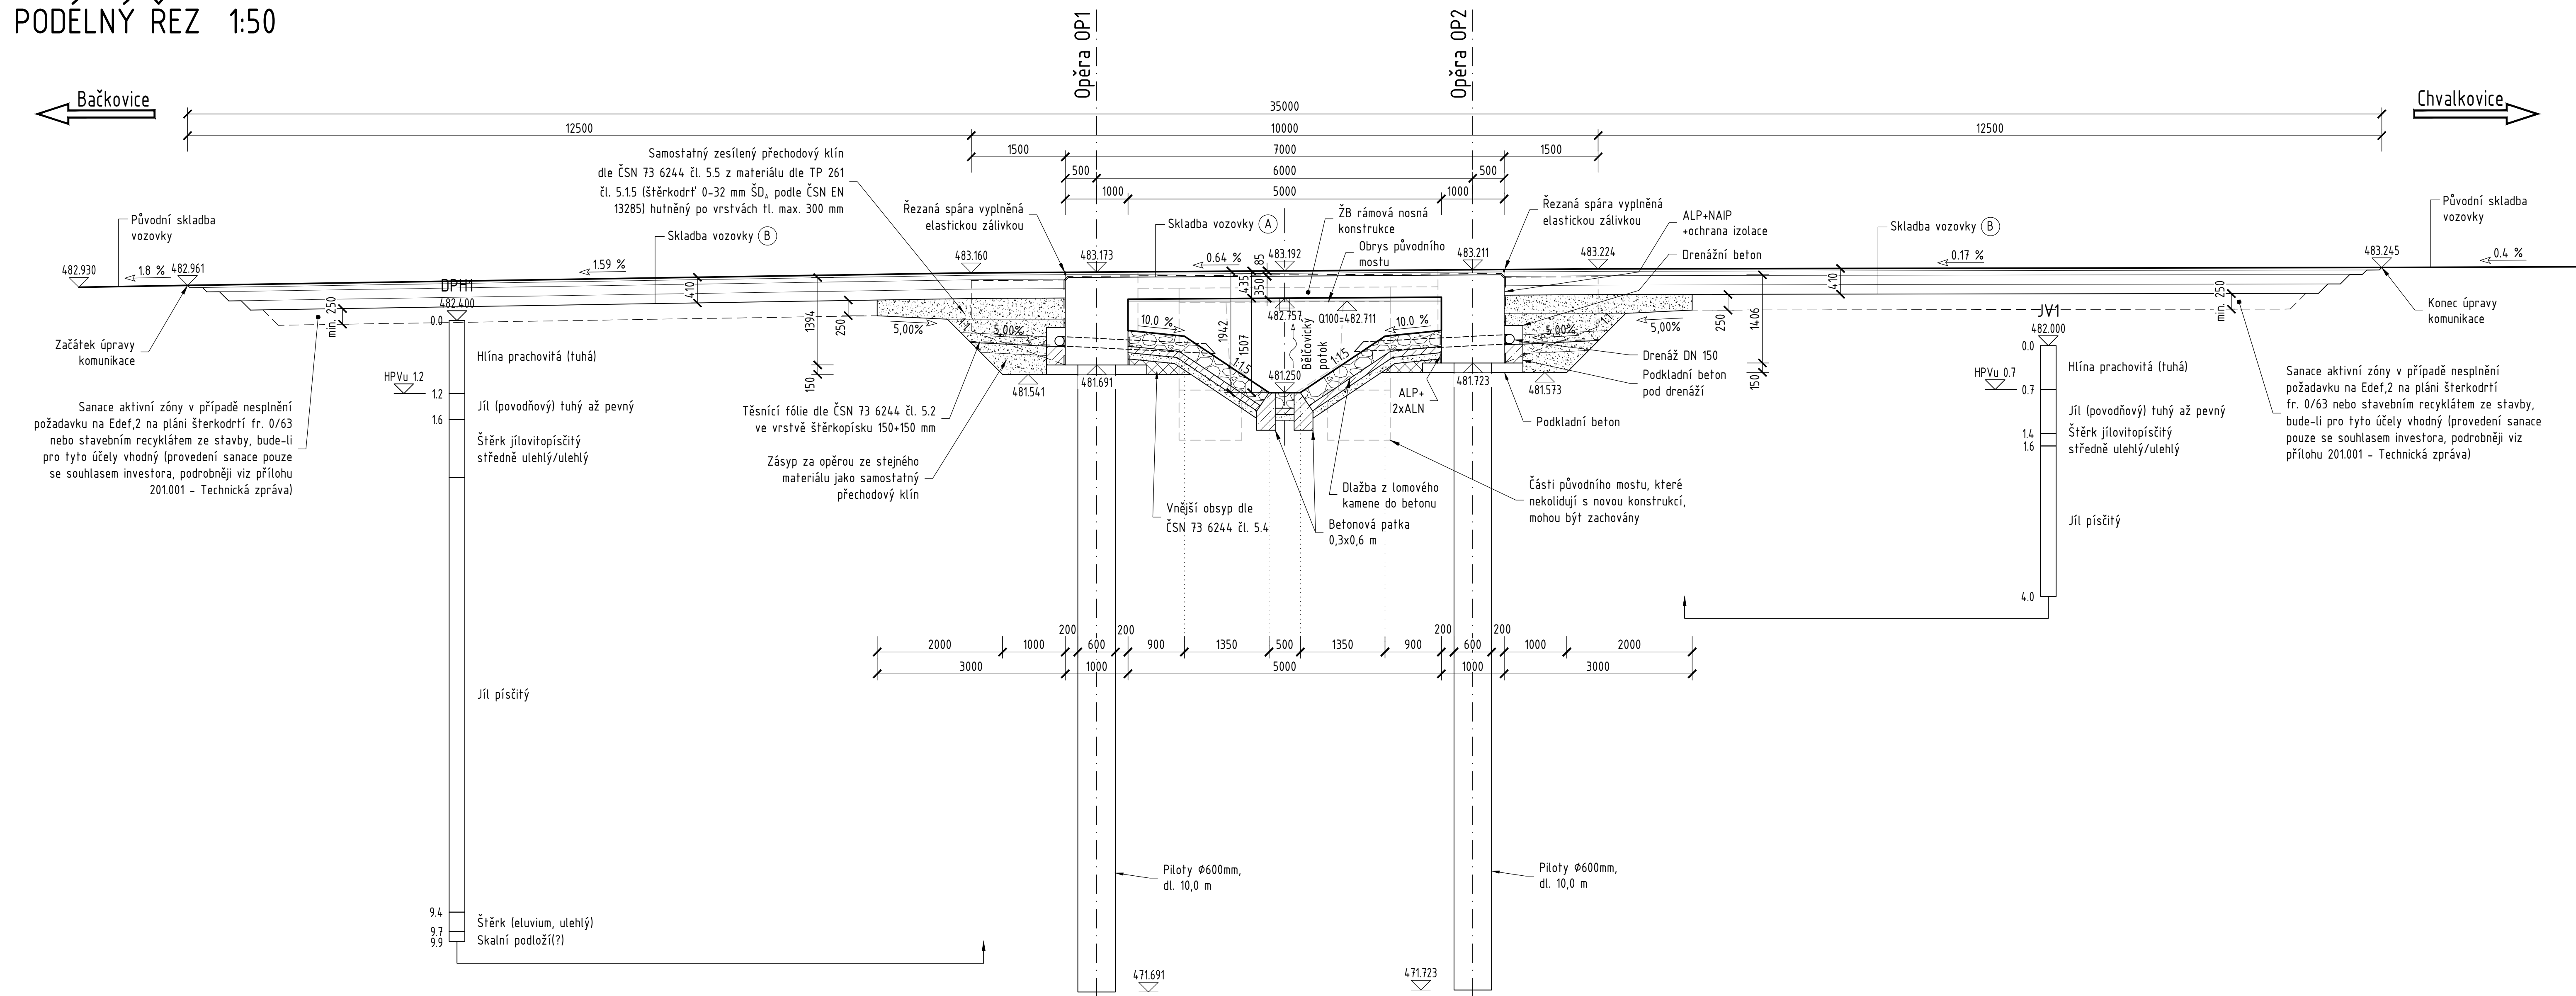 PODÉLNÝ ŘEZ 1:50
Opěra OP1
Opěra OP2
Bačkovice
Chvalkovice
35000
12500
10000
12500
1500
7000
1500
500
6000
500
1000
5000
1000
Samostatný zesílený přechodový klín
dle ČSN 73 6244 čl. 5.5 z materiálu dle TP 261
čl. 5.1.5 (štěrkodrť 0-32 mm ŠDA podle ČSN EN
13285) hutněný po vrstvách tl. max. 300 mm
Řezaná spára vyplněná
elastickou zálivkou
Skladba vozovky A
ŽB rámová nosná
konstrukce
Obrys původního
mostu
Řezaná spára vyplněná
elastickou zálivkou
ALP+NAIP
+ochrana izolace
Drenážní beton
Skladba vozovky B
Původní skladba
vozovky
Původní skladba
vozovky
Skladba vozovky B
482.930
1.8 %
482.961
1.59 %
483.160
483.173
0.64 %
483.192
85
483.211
483.224
0.17 %
483.245
0.4 %
DPH1
482.400
0.0
min. 250
410
1394
250
150
5,00%
5,00%
1:1
10.0 %
1942
1507
435
350
482.757
Q100=482.711
Bělčovický
potok
10.0 %
1:1.5
1:1.5
481.250
5,00%
1:1
5,00%
250
1406
150
410
min. 250
JV1
482.000
0.0
Začátek úpravy
komunikace
Konec úpravy
komunikace
Hlína prachovitá (tuhá)
HPVu 1.2
1.2
Jíl (povodňový) tuhý až pevný
1.6
Štěrk jílovitopísčitý
středně ulehlý/ulehlý
Jíl písčitý
9.4
Štěrk (eluvium, ulehlý)
9.7
9.9
Skalní podloží(?)
Sanace aktivní zóny v případě nesplnění
požadavku na Edef,2 na pláni šterkodrtí fr. 0/63
nebo stavebním recyklátem ze stavby, bude-li
pro tyto účely vhodný (provedení sanace pouze
se souhlasem investora, podrobněji viz přílohu
201.001 - Technická zpráva)
481.541
481.691
481.723
481.573
Těsnící fólie dle ČSN 73 6244 čl. 5.2
ve vrstvě štěrkopísku 150+150 mm
Zásyp za opěrou ze stejného
materiálu jako samostatný
přechodový klín
Vnější obsyp dle
ČSN 73 6244 čl. 5.4
Betonová patka
0,3x0,6 m
Dlažba z lomového
kamene do betonu
ALP+
2xALN
Drenáž DN 150
Podkladní beton
pod drenáží
Podkladní beton
Části původního mostu, které
nekolidují s novou konstrukcí,
mohou být zachovány
Hlína prachovitá (tuhá)
HPVu 0.7
0.7
Jíl (povodňový) tuhý až pevný
1.4
Štěrk jílovitopísčitý
1.6
středně ulehlý/ulehlý
Jíl písčitý
4.0
Sanace aktivní zóny v případě nesplnění
požadavku na Edef,2 na pláni šterkodrtí
fr. 0/63 nebo stavebním recyklátem ze stavby,
bude-li pro tyto účely vhodný (provedení sanace
pouze se souhlasem investora, podrobněji viz
přílohu 201.001 - Technická zpráva)
200
200
200
200
2000
1000
600
900
1350
500
1350
900
600
1000
2000
3000
1000
5000
1000
3000
Piloty Ø600mm,
dl. 10,0 m
Piloty Ø600mm,
dl. 10,0 m
471.691
471.723